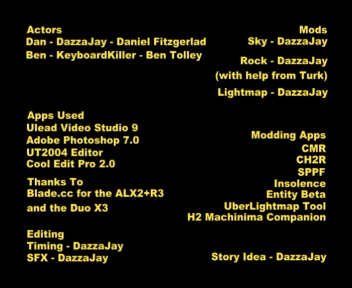 Actors
Dan - DazzaJay - Daniel Fitzgerlad
Ben - KeyboardKiller - Ben Tolley
Mods
Sky - DazzaJay
Rock - DazzaJay
(with help from Turk)
Lightmap - DazzaJay
Apps Used
Ulead Video Studio 9
Adobe Photoshop 7.0
UT2004 Editor
Cool Edit Pro 2.0
Modding Apps
CMR
CH2R
SPPF
Insolence
Entity Beta
UberLightmap Tool
H2 Machinima Companion
Thanks To
Blade.cc for the ALX2+R3
and the Duo X3
Editing
Timing - DazzaJay
SFX - DazzaJay
Story Idea - DazzaJay